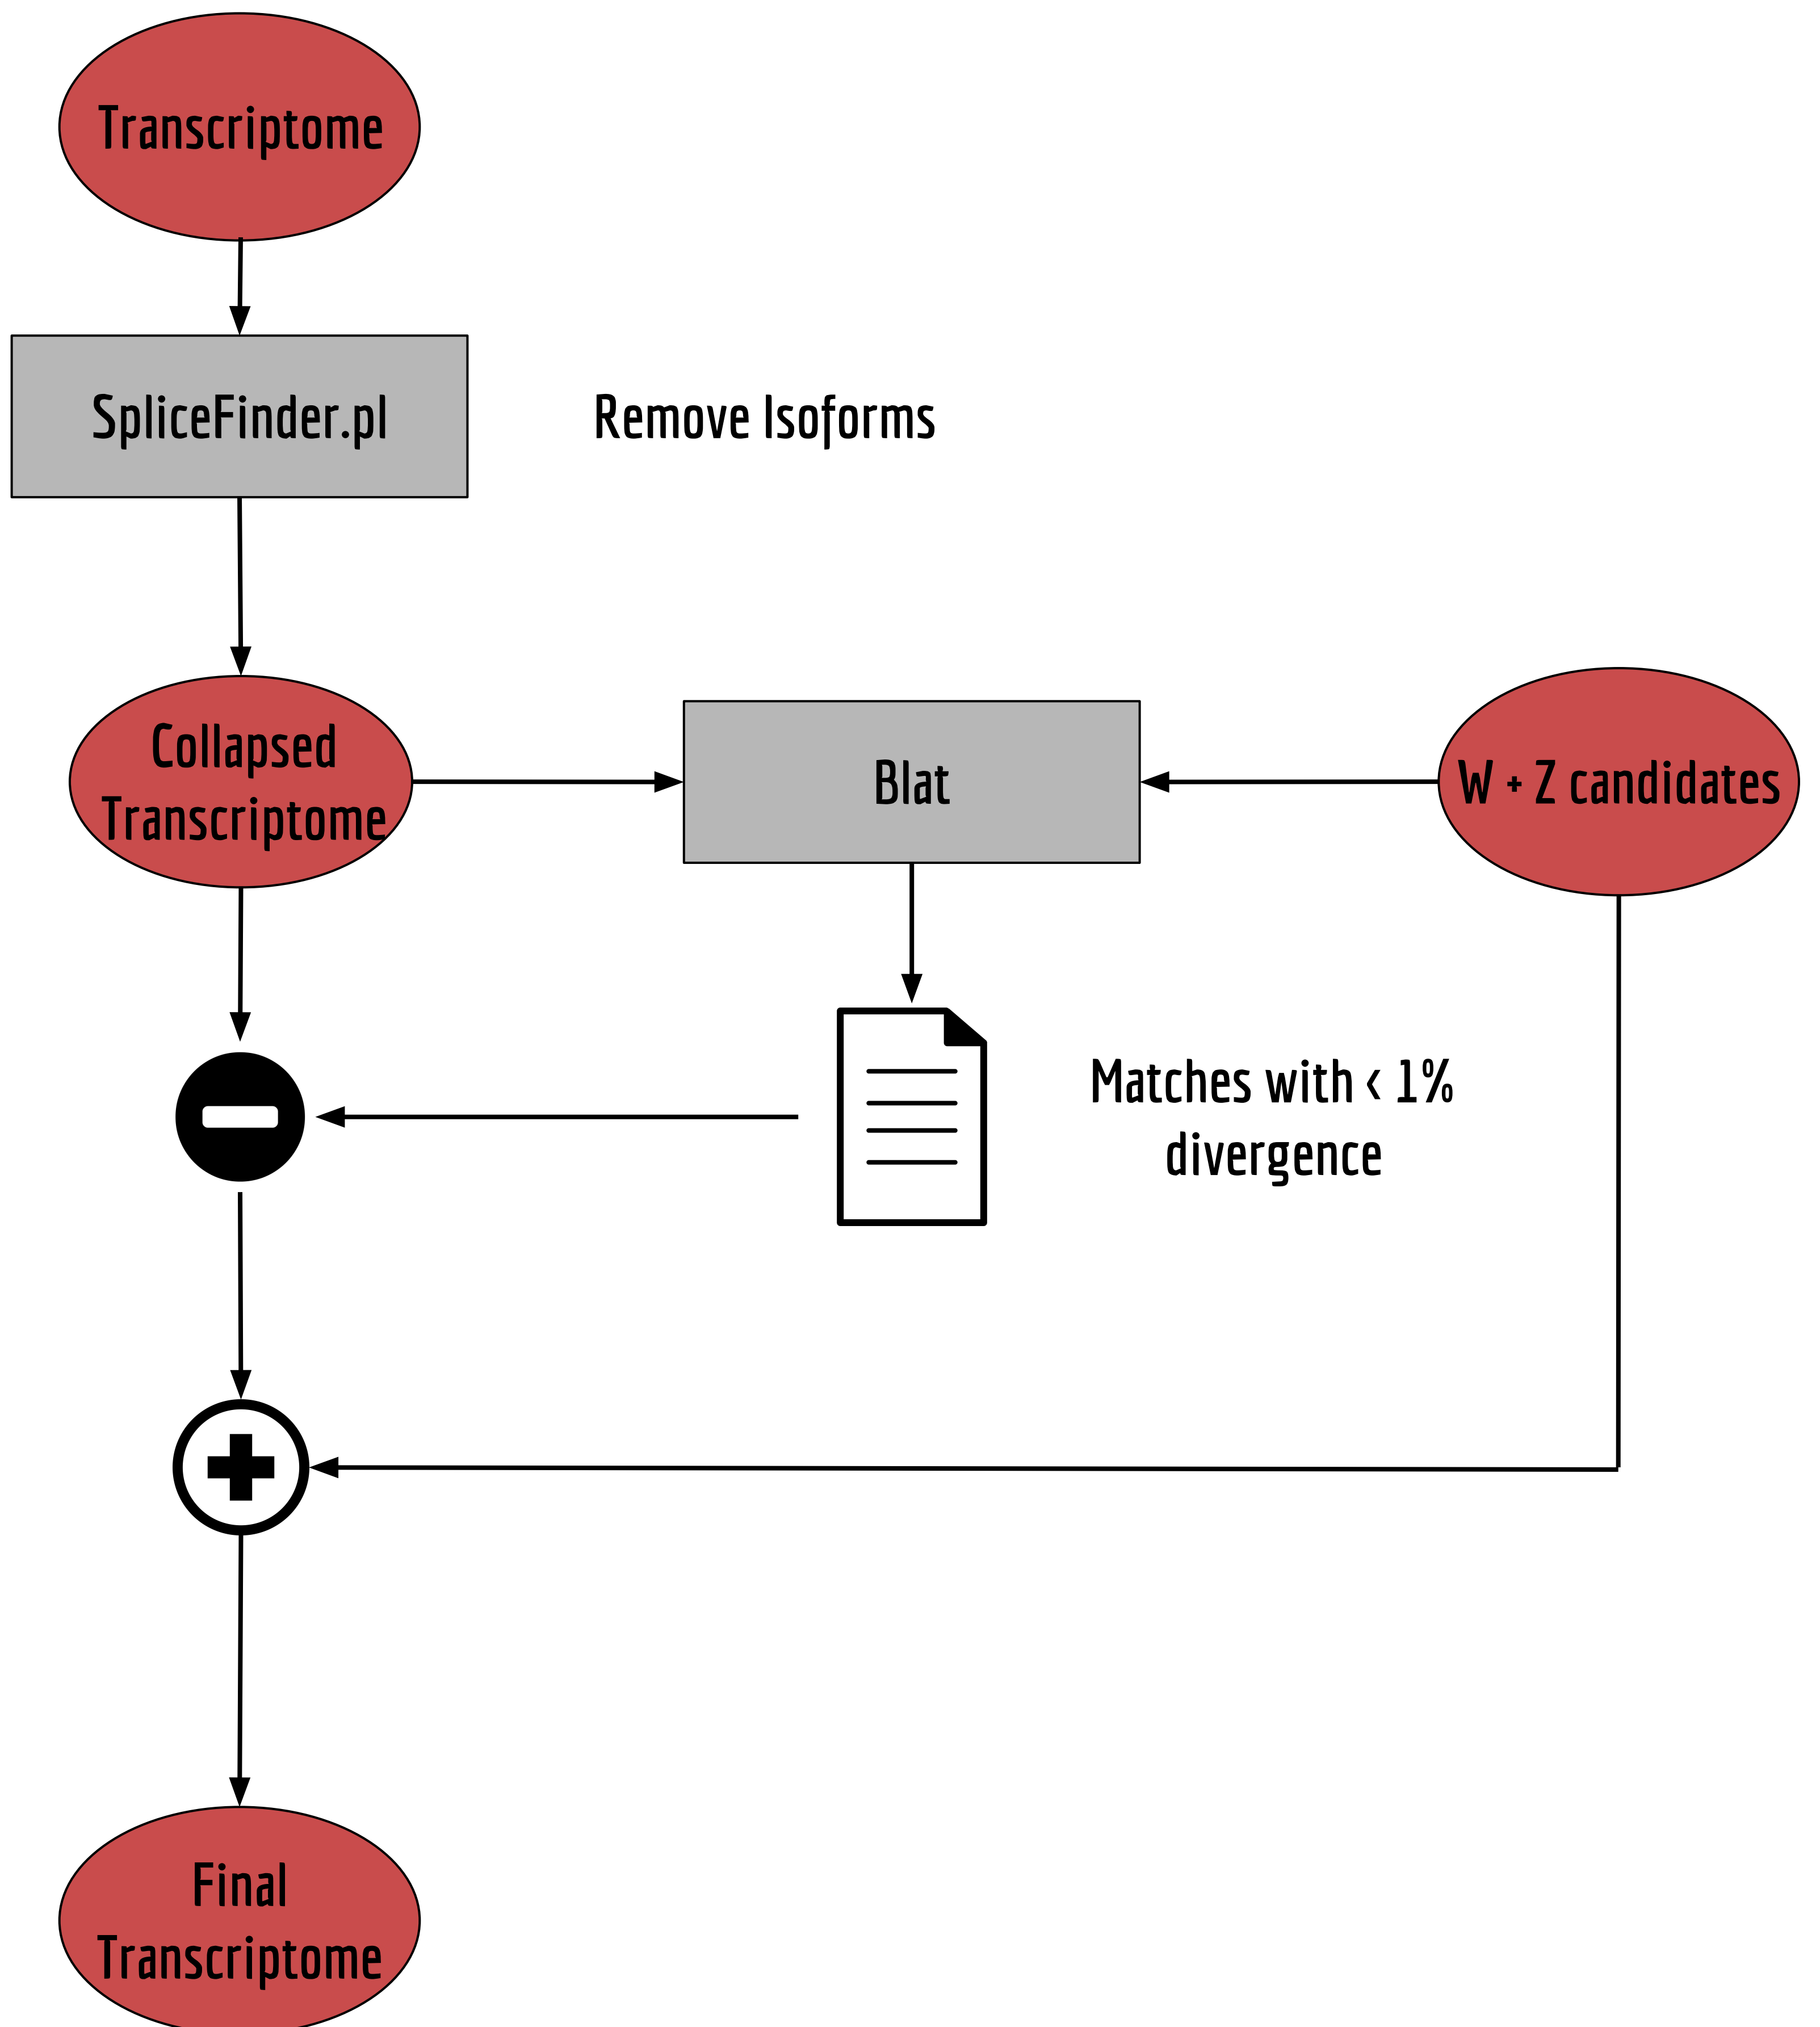 Transcriptome
SpliceFinder.pl
Remove Isoforms
Collapsed
Transcriptome
Blat
W + Z candidates
Matches with < 1%
divergence
Final
Transcriptome